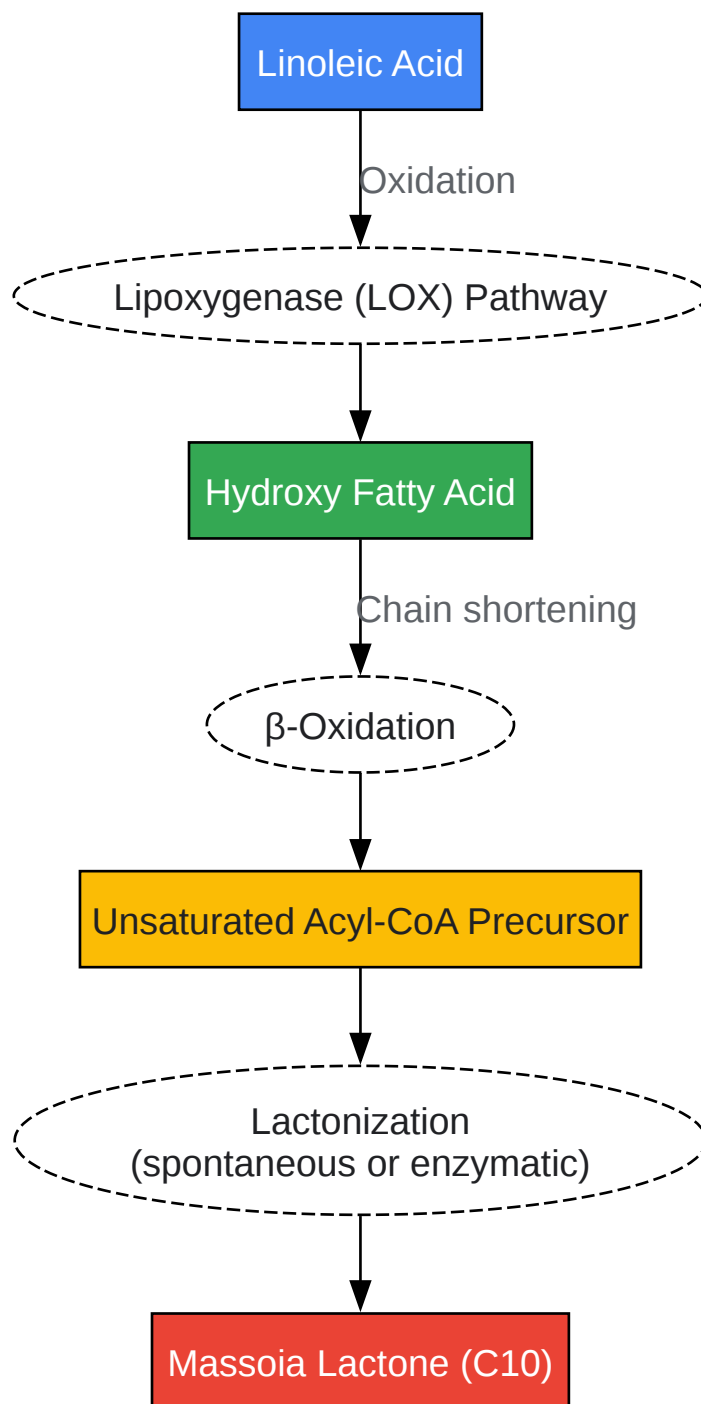 Linoleic Acid
Oxidation
Lipoxygenase (LOX) Pathway
Hydroxy Fatty Acid
Chain shortening
β-Oxidation
Unsaturated Acyl-CoA Precursor
Lactonization
(spontaneous or enzymatic)
Massoia Lactone (C10)